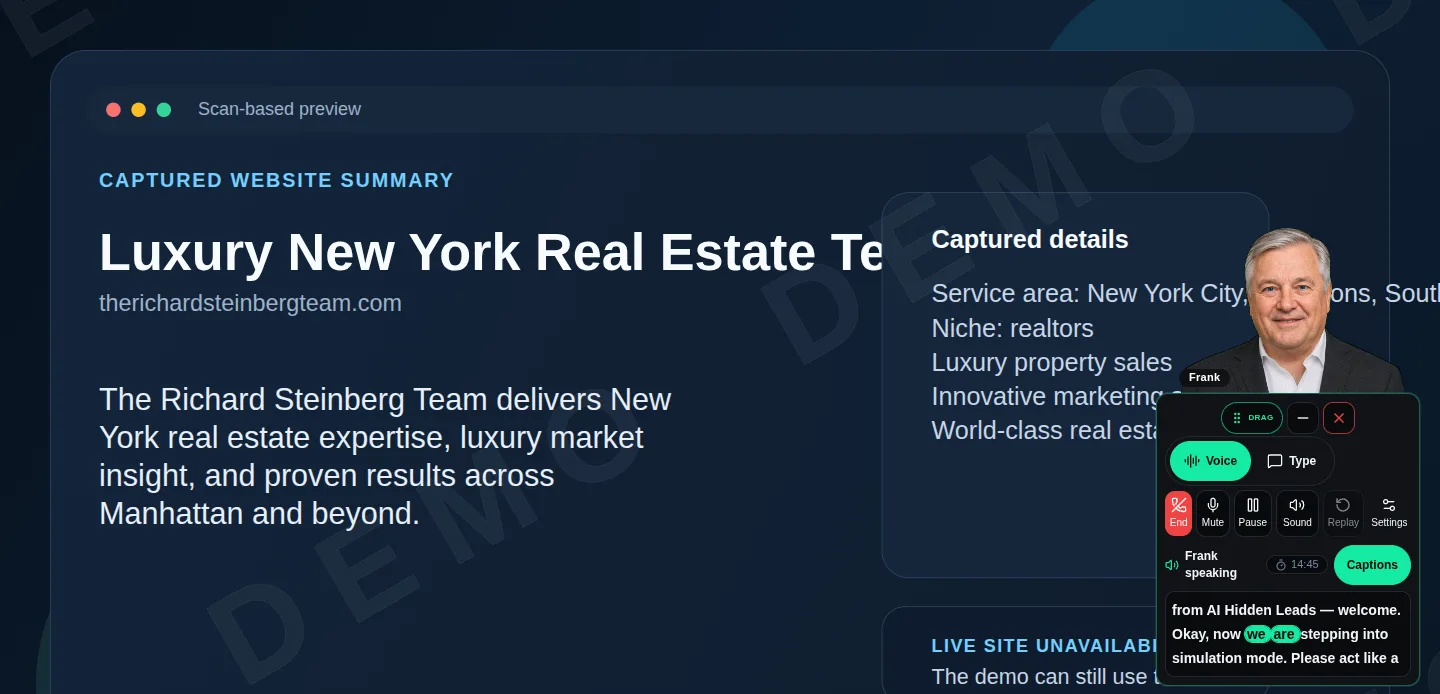 Scan-based preview
CAPTURED WEBSITE SUMMARY
Luxury New York Real Estate Te
therichardsteinbergteam.com
The Richard Steinberg Team delivers New
York real estate expertise, luxury market
insight, and proven results across
Manhattan and beyond.
Captured details
Service area: New York City, ons, South
Niche: realtors
Luxury property sales
Innovative marketing
World-class real esta
LIVE SITE UNAVAILABL
The demo can still use t
Frank
DRAG
Voice
Type
End
Mute
Pause
Sound
Replay
Settings
Frank
speaking
14:45
Captions
from AI Hidden Leads — welcome.
Okay, now we are stepping into
simulation mode. Please act like a
DEMO
DEMO